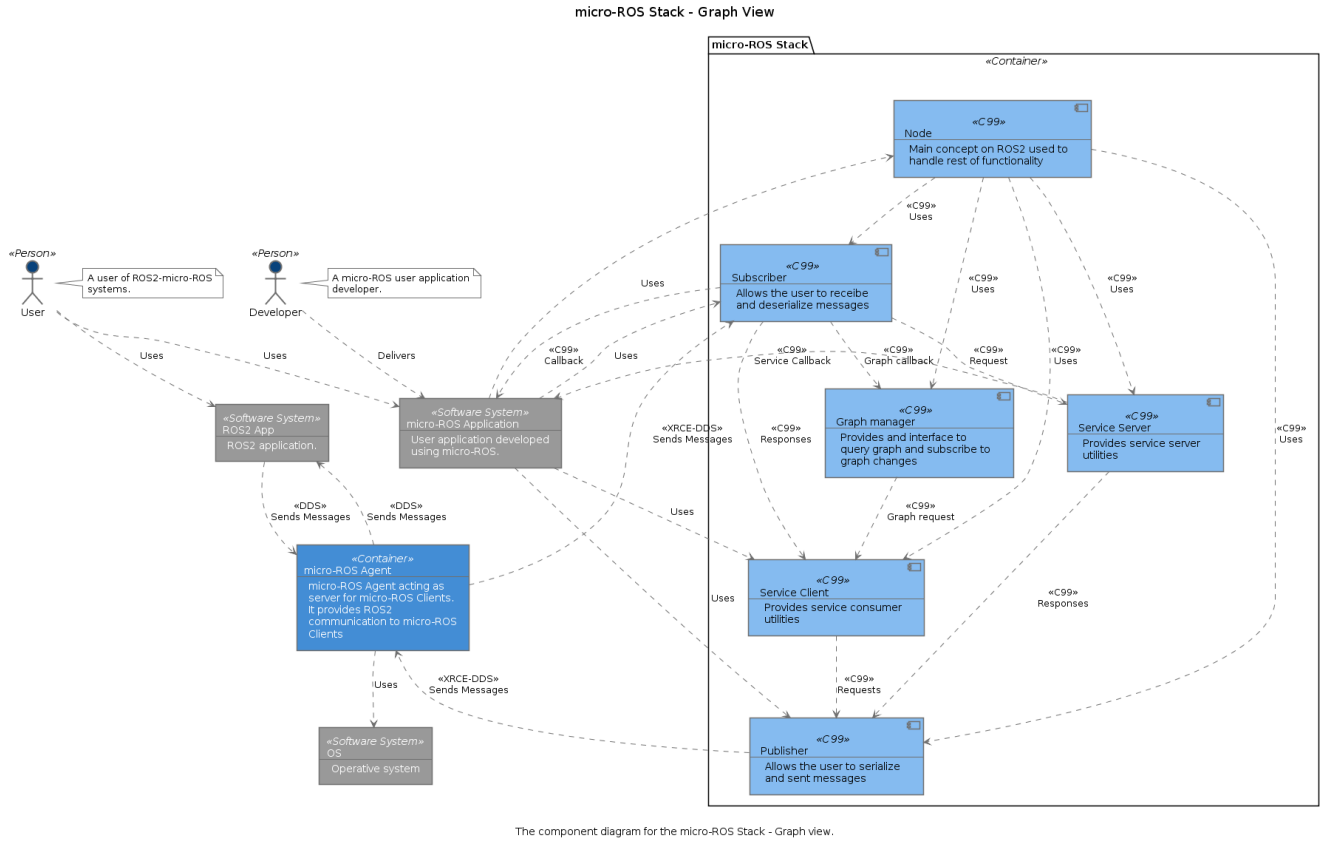 micro-ROS Stack - Graph View
micro-ROS Stack
«Container»
«C99»
Node
Main concept on ROS2 used to
handle rest of functionality
«C99»
Uses
«Person»
User
A user of ROS2-micro-ROS
systems.
«Person»
Developer
A micro-ROS user application
developer.
«C99»
Subscriber
Allows the user to receibe
and deserialize messages
Uses
«C99»
Uses
«C99»
Uses
Uses
Uses
Delivers
«C99»
Callback
Uses
«C99»
Service Callback
«C99»
Graph callback
«C99»
Request
«C99»
Uses
«Software System»
ROS2 App
ROS2 application.
«Software System»
micro-ROS Application
User application developed
using micro-ROS.
«XRCE-DDS»
Sends Messages
«C99»
Responses
«C99»
Graph manager
Provides and interface to
query graph and subscribe to
graph changes
«C99»
Service Server
Provides service server
utilities
«C99»
Uses
«DDS»
Sends Messages
«DDS»
Sends Messages
Uses
«C99»
Graph request
«Container»
micro-ROS Agent
micro-ROS Agent acting as
server for micro-ROS Clients.
It provides ROS2
communication to micro-ROS
Clients
«C99»
Service Client
Provides service consumer
utilities
Uses
«C99»
Responses
Uses
«XRCE-DDS»
Sends Messages
«C99»
Requests
«Software System»
OS
Operative system
«C99»
Publisher
Allows the user to serialize
and sent messages
The component diagram for the micro-ROS Stack - Graph view.